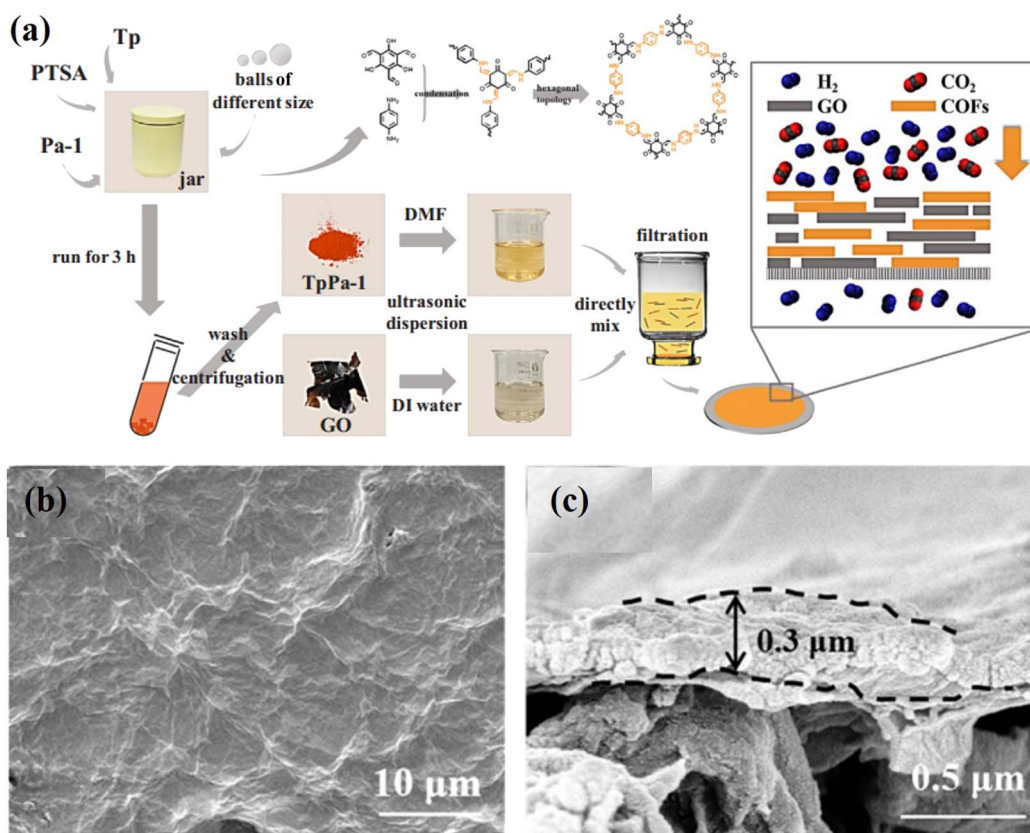 (a)
Tp
PTSA
Pa-1
balls of
different size
jar
condensation
hexagonal
topology
H2
CO2
GO
COFs
run for 3 h
wash
&
centrifugation
TpPa-1
DMF
ultrasonic
dispersion
GO
DI water
directly
mix
filtration
(b)
10 μm
(c)
0.3 μm
0.5 μm